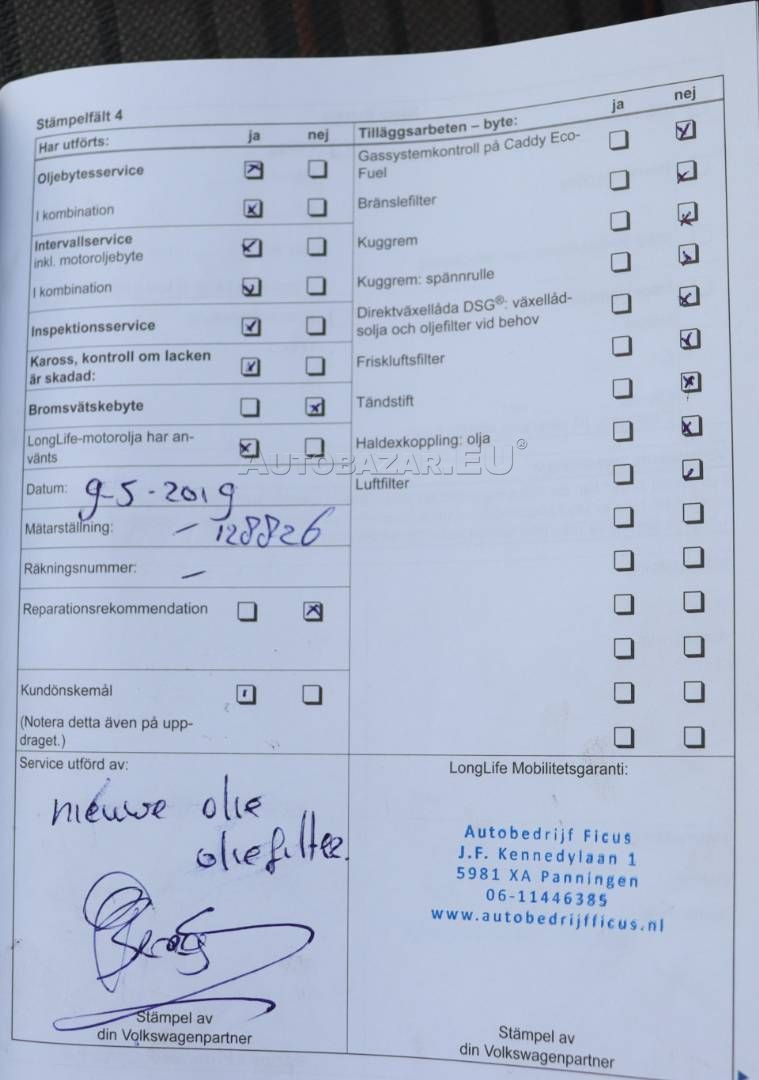 Stämpelfält 4
Har utförts: ja nej
Oljebytesservice
I kombination
Intervallservice
inkl. motoroljebyte
I kombination
Inspektionsservice
Kaross, kontroll om lacken
är skadad:
Bromsvätskebyte
LongLife-motorolja har an-
vänts
Datum: 9-5-2019
Mätarställning: - 128826
Räkningsnummer: -
Reparationsrekommendation
Kundönskemål
(Notera detta även på upp-
draget.)
Service utförd av:
nieuwe olie
oliefilter.
Stämpel av
din Volkswagenpartner
Tilläggsarbeten – byte: ja nej
Gassystemkontroll på Caddy Eco-
Fuel
Bränslefilter
Kuggrem
Kuggrem: spännrulle
Direktväxellåda DSG®: växellåd-
solja och oljefilter vid behov
Friskluftsfilter
Tändstift
Haldexkoppling: olja
Luftfilter
AUTOBAZAR.EU®
LongLife Mobilitetsgaranti:
Autobedrijf Ficus
J.F. Kennedylaan 1
5981 XA Panningen
06-11446385
www.autobedrijfficus.nl
Stämpel av
din Volkswagenpartner